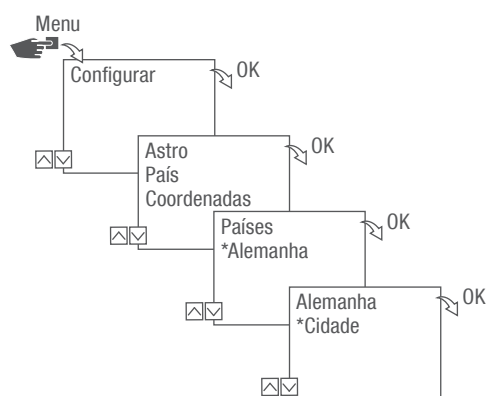 Menu
Configurar
OK
Astro
País
Coordenadas
OK
Países
*Alemanha
OK
Alemanha
*Cidade
OK